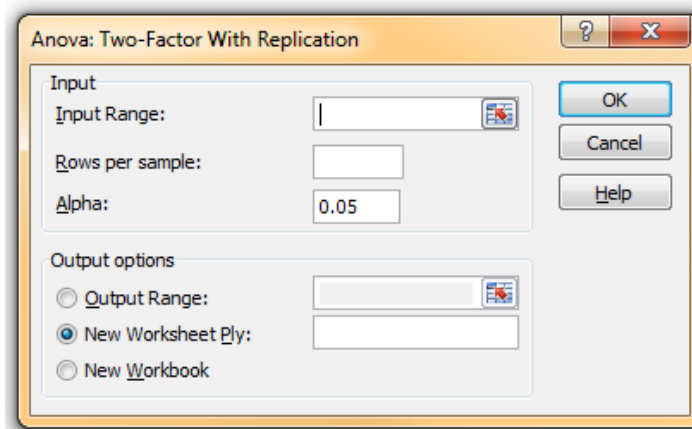 Anova: Two-Factor With Replication
?
X
Input
Input Range:
Rows per sample:
Alpha:
0.05
OK
Cancel
Help
Output options
Output Range:
New Worksheet Ply:
New Workbook